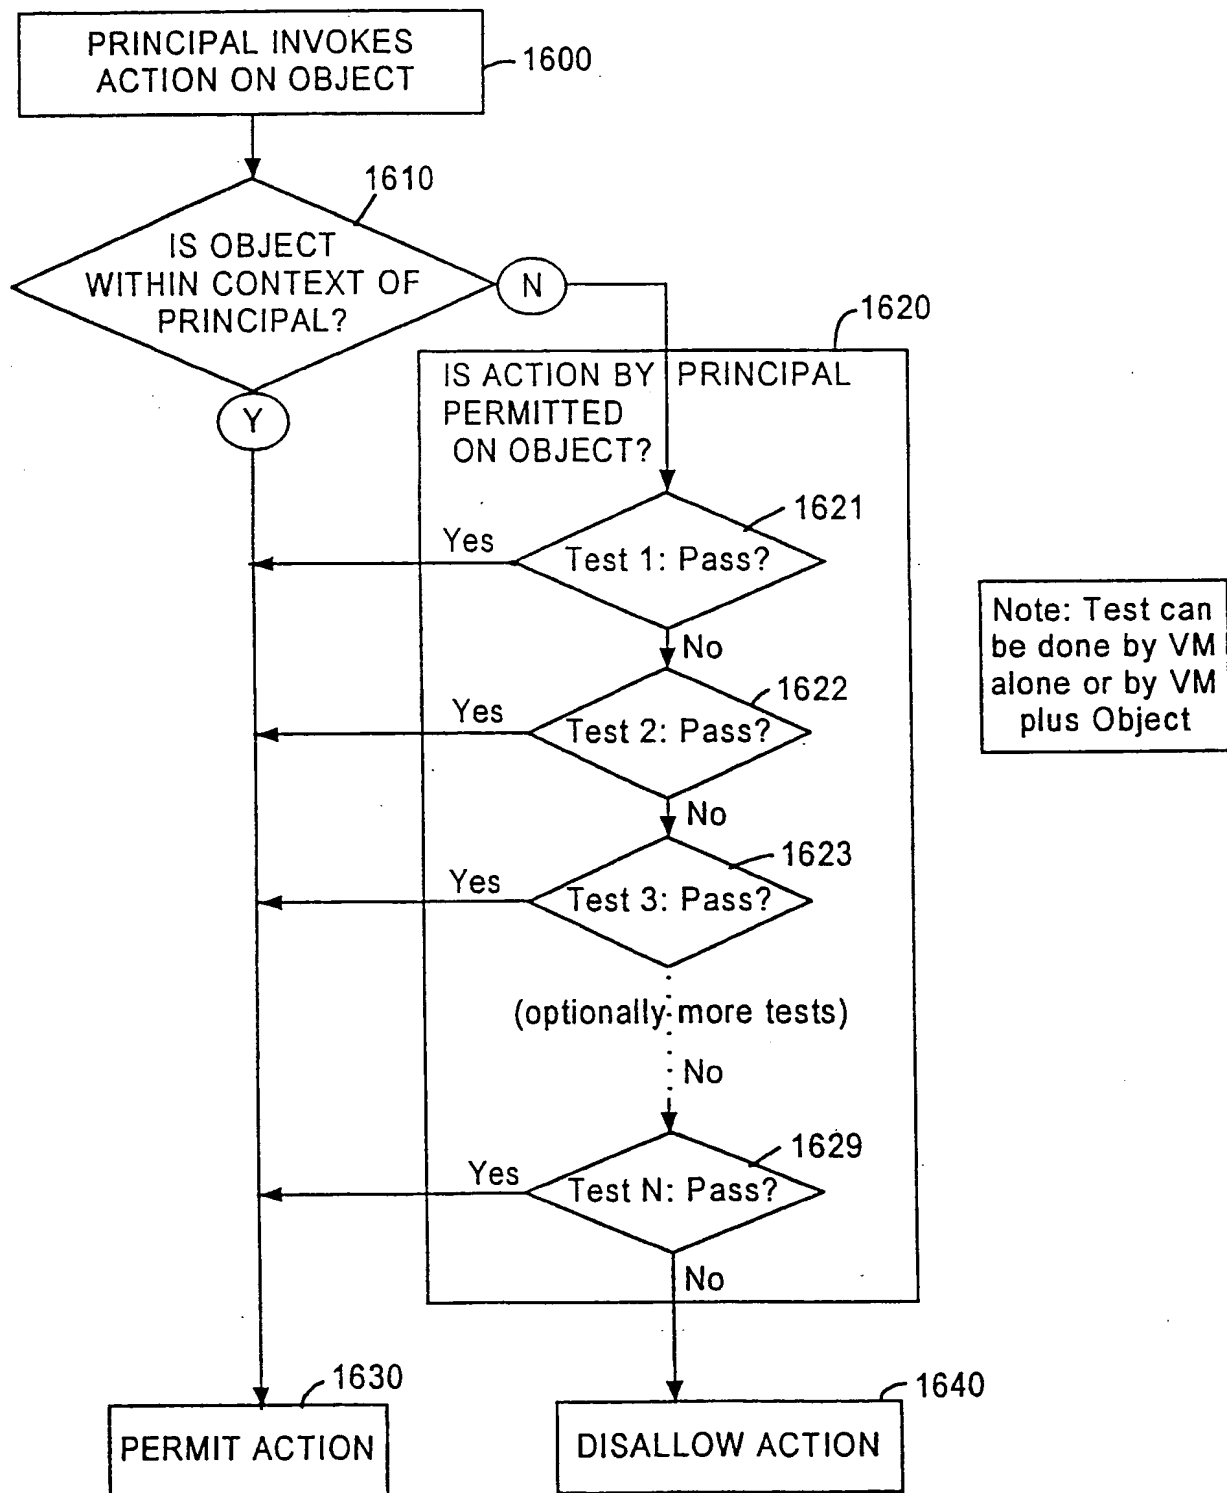 PRINCIPAL INVOKES
ACTION ON OBJECT
1600
1610
IS OBJECT
WITHIN CONTEXT OF
PRINCIPAL?
N
Y
1620
IS ACTION BY PRINCIPAL
PERMITTED
ON OBJECT?
1621
Yes
Test 1: Pass?
No
1622
Yes
Test 2: Pass?
No
1623
Yes
Test 3: Pass?
(optionally more tests)
No
1629
Yes
Test N: Pass?
No
Note: Test can
be done by VM
alone or by VM
plus Object
1630
PERMIT ACTION
1640
DISALLOW ACTION